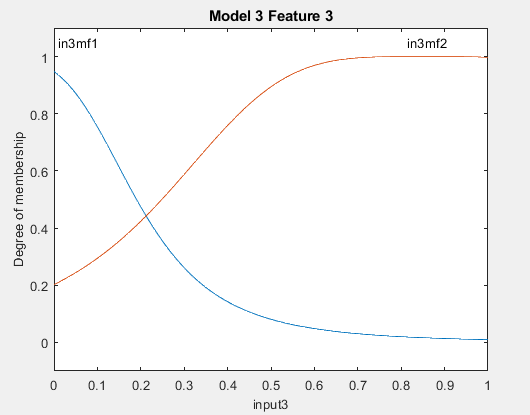 Model 3 Feature 3
in3mf1 in3mf2
1
0.8
0.6
0.4
0.2
0
Degree of membership
0 0.1 0.2 0.3 0.4 0.5 0.6 0.7 0.8 0.9 1
input3